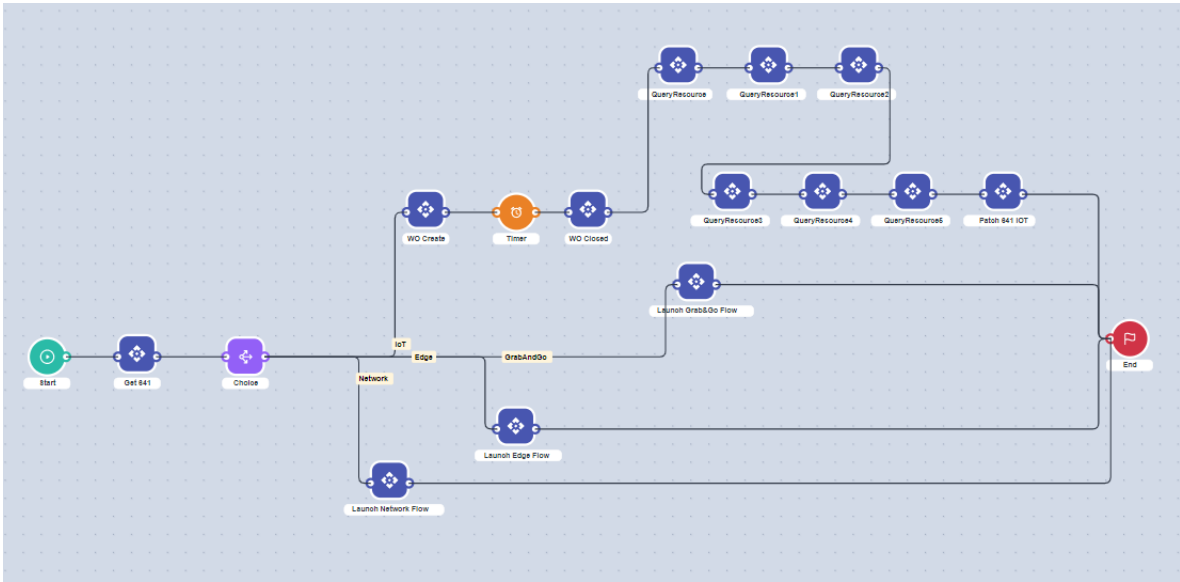 QueryResource
QueryResource1
QueryResource2
QueryResource3
QueryResource4
QueryResource5
Patch 641 IOT
WO Create
Timer
WO Closed
Launch Grab&Go Flow
IoT
Edge
GrabAndGo
Network
Start
Get 641
Choice
End
Launch Edge Flow
Launch Network Flow